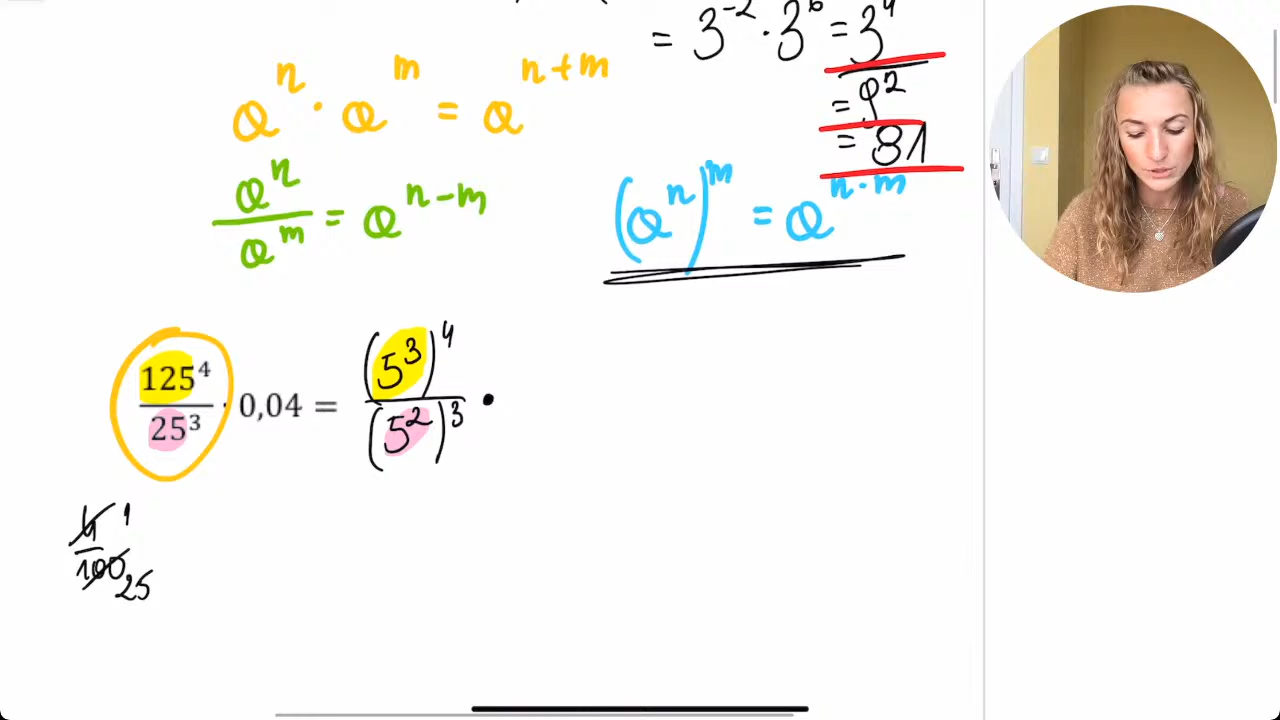 = 3⁻² · 3⁶ = 3⁴
= 9²
= 81
aⁿ · aᵐ = aⁿ⁺ᵐ
aⁿ/aᵐ = aⁿ⁻ᵐ
(aⁿ)ᵐ = aⁿ·ᵐ
125⁴/25³ · 0,04 = (5³)⁴/(5²)³ ·
4 1
100 25